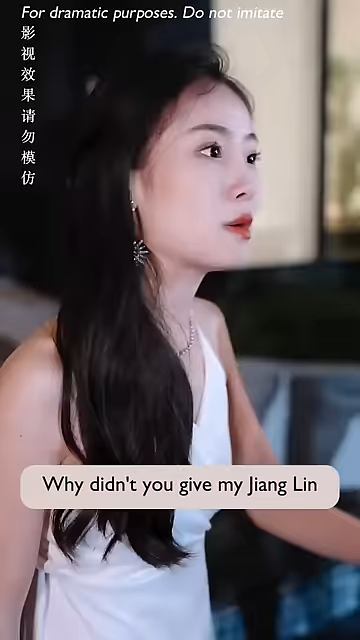 For dramatic purposes. Do not imitate
影视效果请勿模仿
Why didn't you give my Jiang Lin